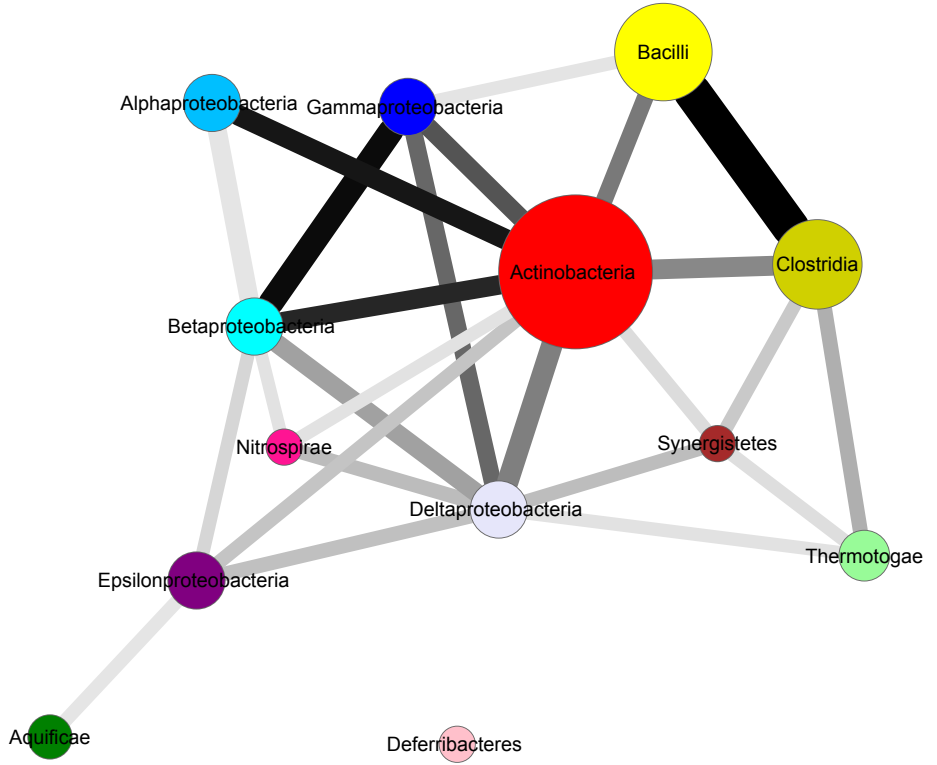 Bacilli
Alphaproteobacteria
Gammaproteobacteria
Clostridia
Actinobacteria
Betaproteobacteria
Nitrospirae
Synergistetes
Deltaproteobacteria
Thermotogae
Epsilonproteobacteria
Aquificae
Deferribacteres